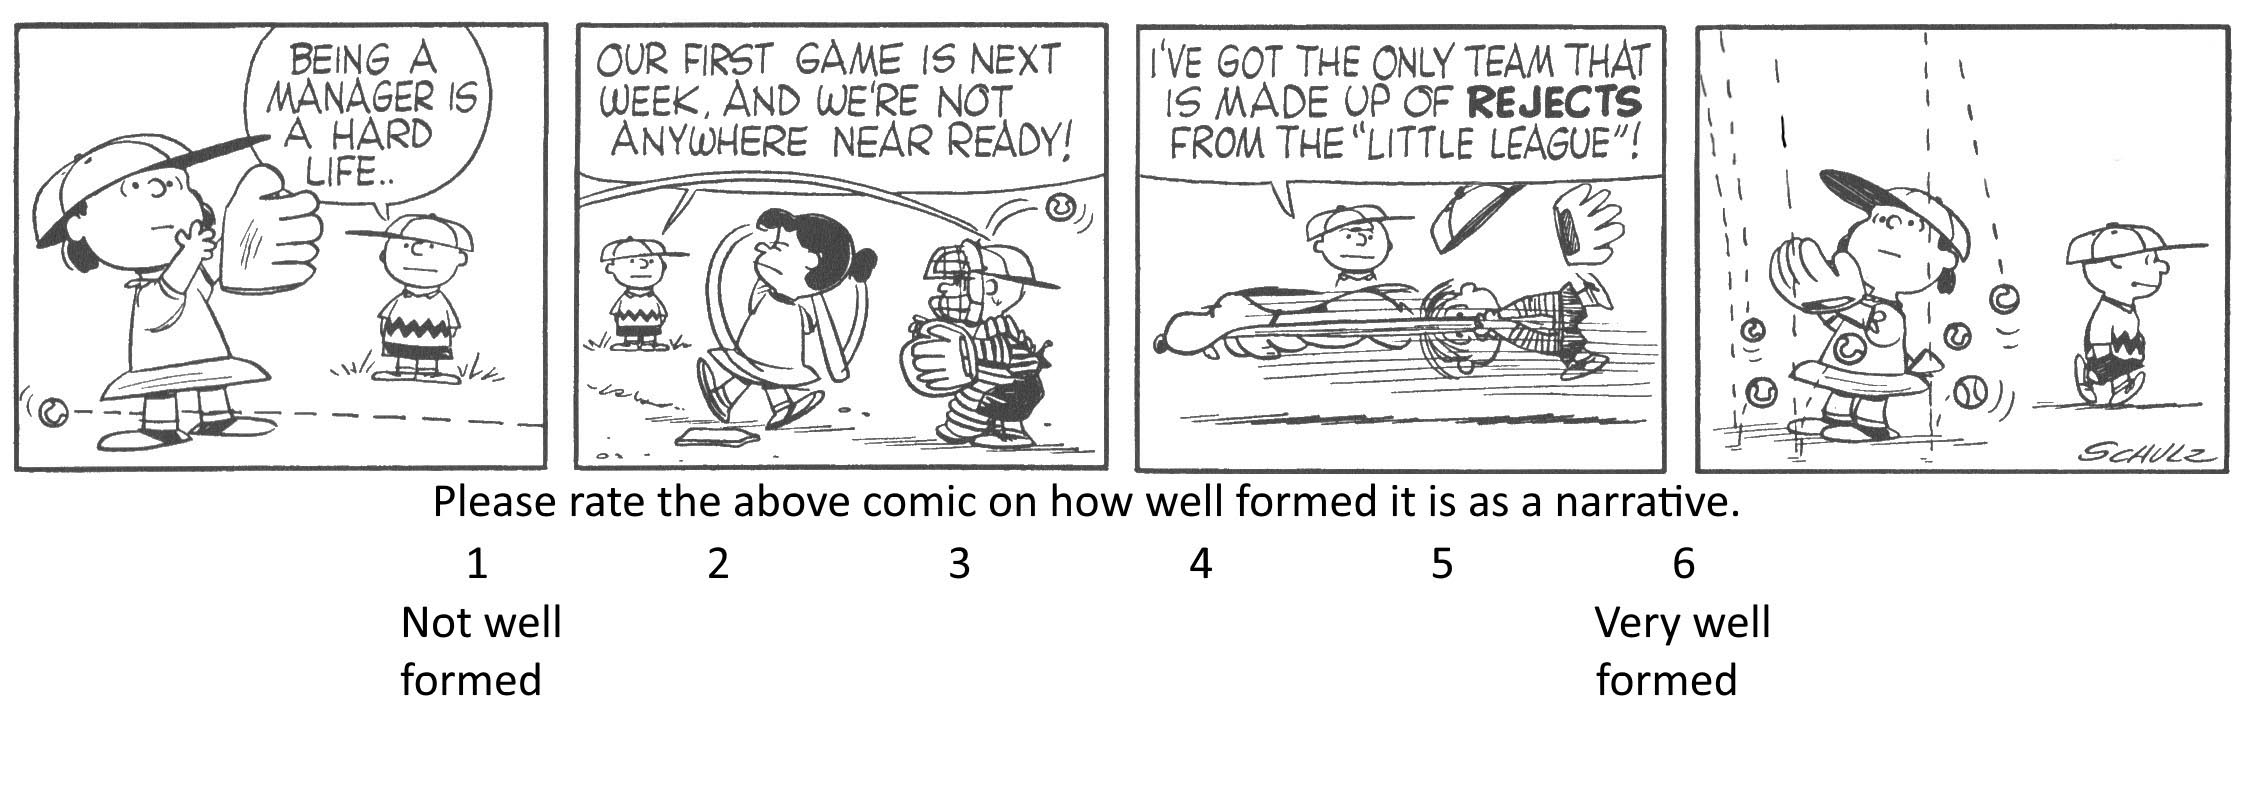 BEING A
MANAGER IS
A HARD
LIFE..
OUR FIRST GAME IS NEXT
WEEK, AND WE'RE NOT
ANYWHERE NEAR READY!
I'VE GOT THE ONLY TEAM THAT
IS MADE UP OF REJECTS
FROM THE "LITTLE LEAGUE"!
SCHULZ
Please rate the above comic on how well formed it is as a narrative.
1 2 3 4 5 6
Not well
formed
Very well
formed